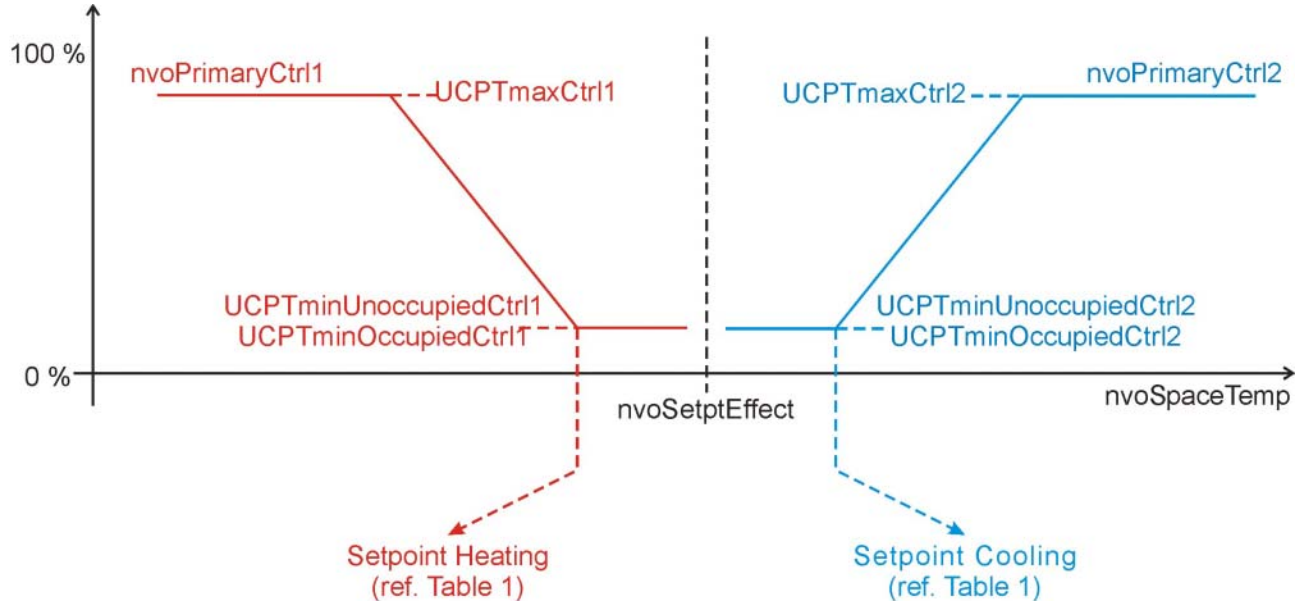 100 %
nvoPrimaryCtrl1
UCPTmaxCtrl1
UCPTmaxCtrl2
nvoPrimaryCtrl2
UCPTminUnoccupiedCtrl1
UCPTminOccupiedCtrl1
UCPTminUnoccupiedCtrl2
UCPTminOccupiedCtrl2
0 %
nvoSetptEffect
nvoSpaceTemp
Setpoint Heating
(ref. Table 1)
Setpoint Cooling
(ref. Table 1)